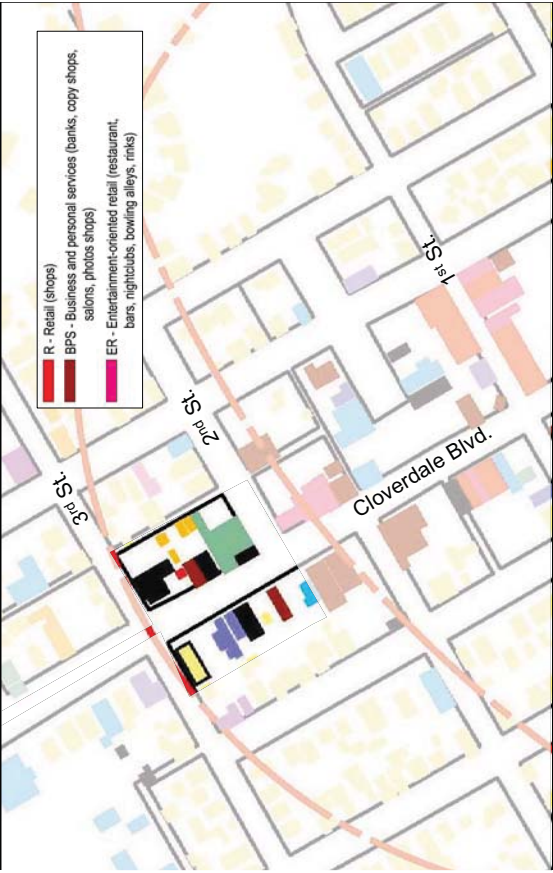 R - Retail (shops)
BPS - Business and personal services (banks, copy shops,
salons, photos shops)
ER - Entertainment-oriented retail (restaurant,
bars, nightclubs, bowling alleys, rinks)
3rd St.
2nd St.
1st St.
Cloverdale Blvd.